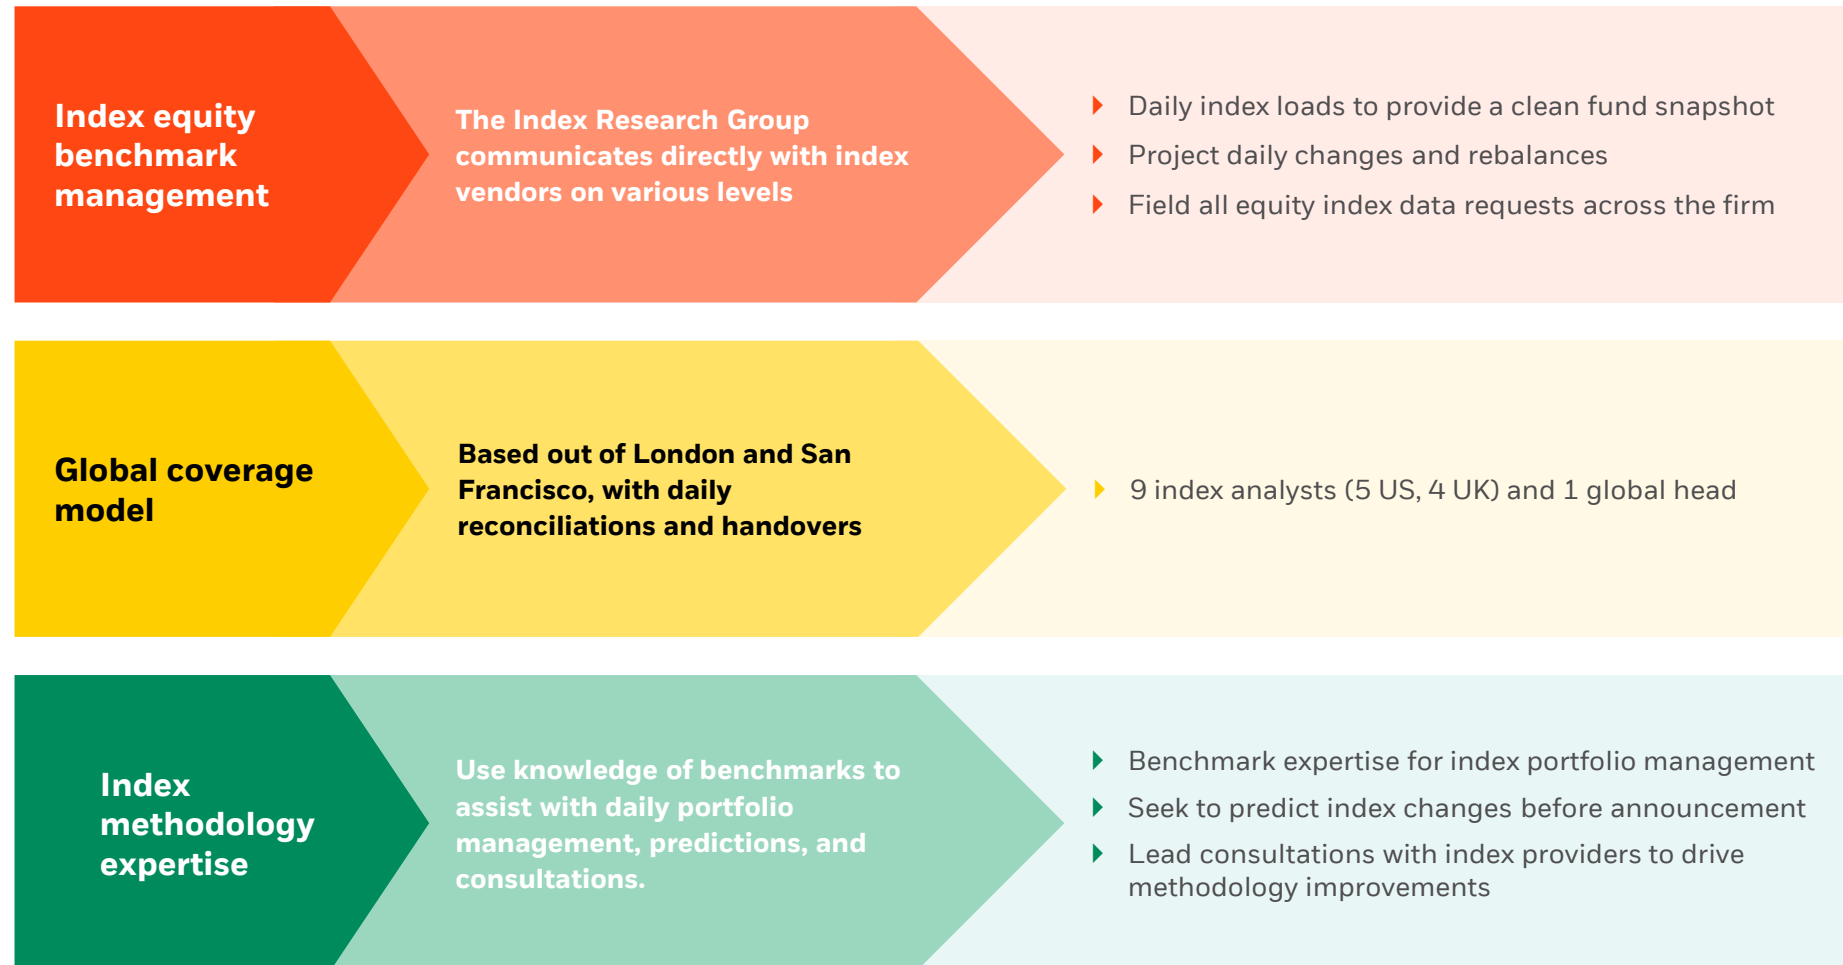 Index equity
benchmark
management
The Index Research Group
communicates directly with index
vendors on various levels
Daily index loads to provide a clean fund snapshot
Project daily changes and rebalances
Field all equity index data requests across the firm
Global coverage
model
Based out of London and San
Francisco, with daily
reconciliations and handovers
9 index analysts (5 US, 4 UK) and 1 global head
Index
methodology
expertise
Use knowledge of benchmarks to
assist with daily portfolio
management, predictions, and
consultations.
Benchmark expertise for index portfolio management
Seek to predict index changes before announcement
Lead consultations with index providers to drive
methodology improvements